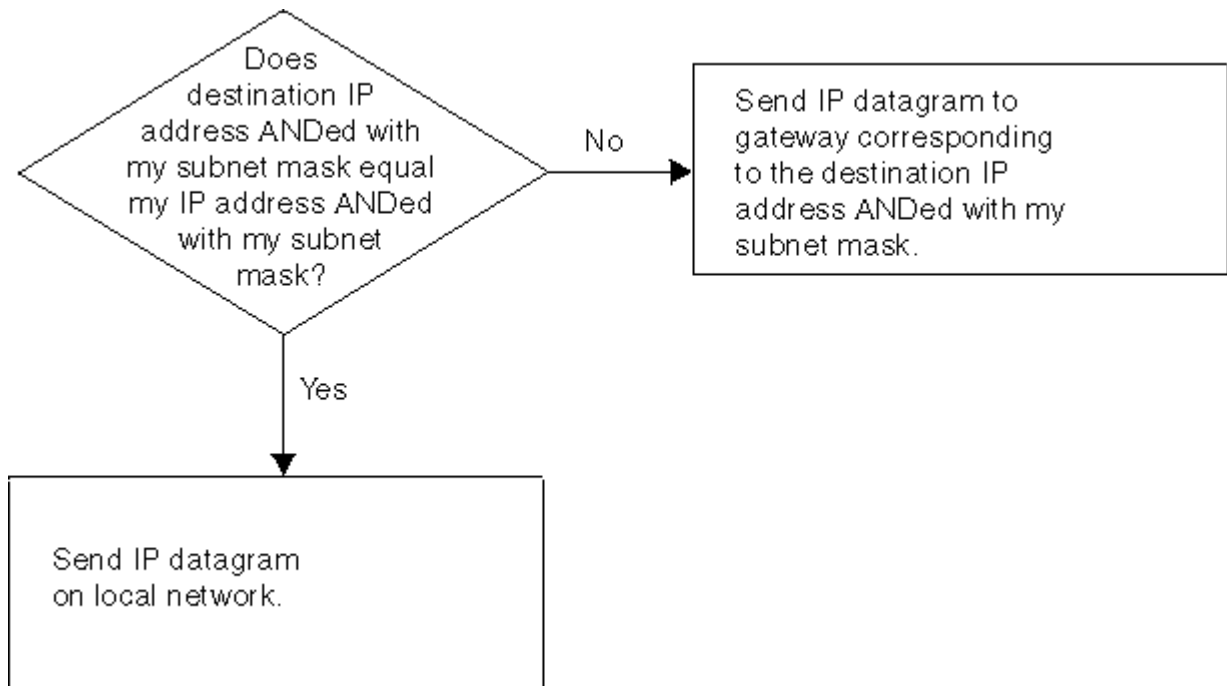 Does
destination IP
address ANDed with
my subnet mask equal
my IP address ANDed
with my subnet
mask?
No
Send IP datagram to
gateway corresponding
to the destination IP
address ANDed with my
subnet mask.
Yes
Send IP datagram
on local network.